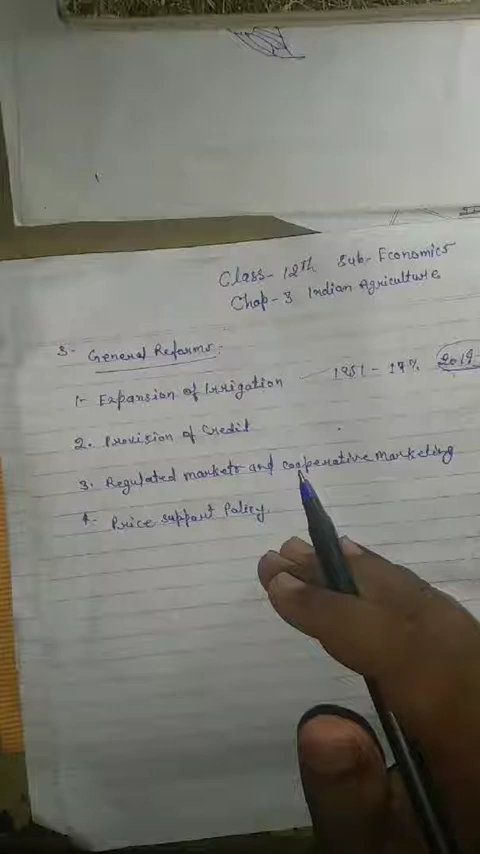 Class- 12th Sub- Economics
Chap- 3 Indian Agriculture
3- General Reforms:
1- Expansion of Irrigation — 1951 - 17%
2. Provision of Credit
3. Regulated markets and cooperative marketing
4- Price support Policy